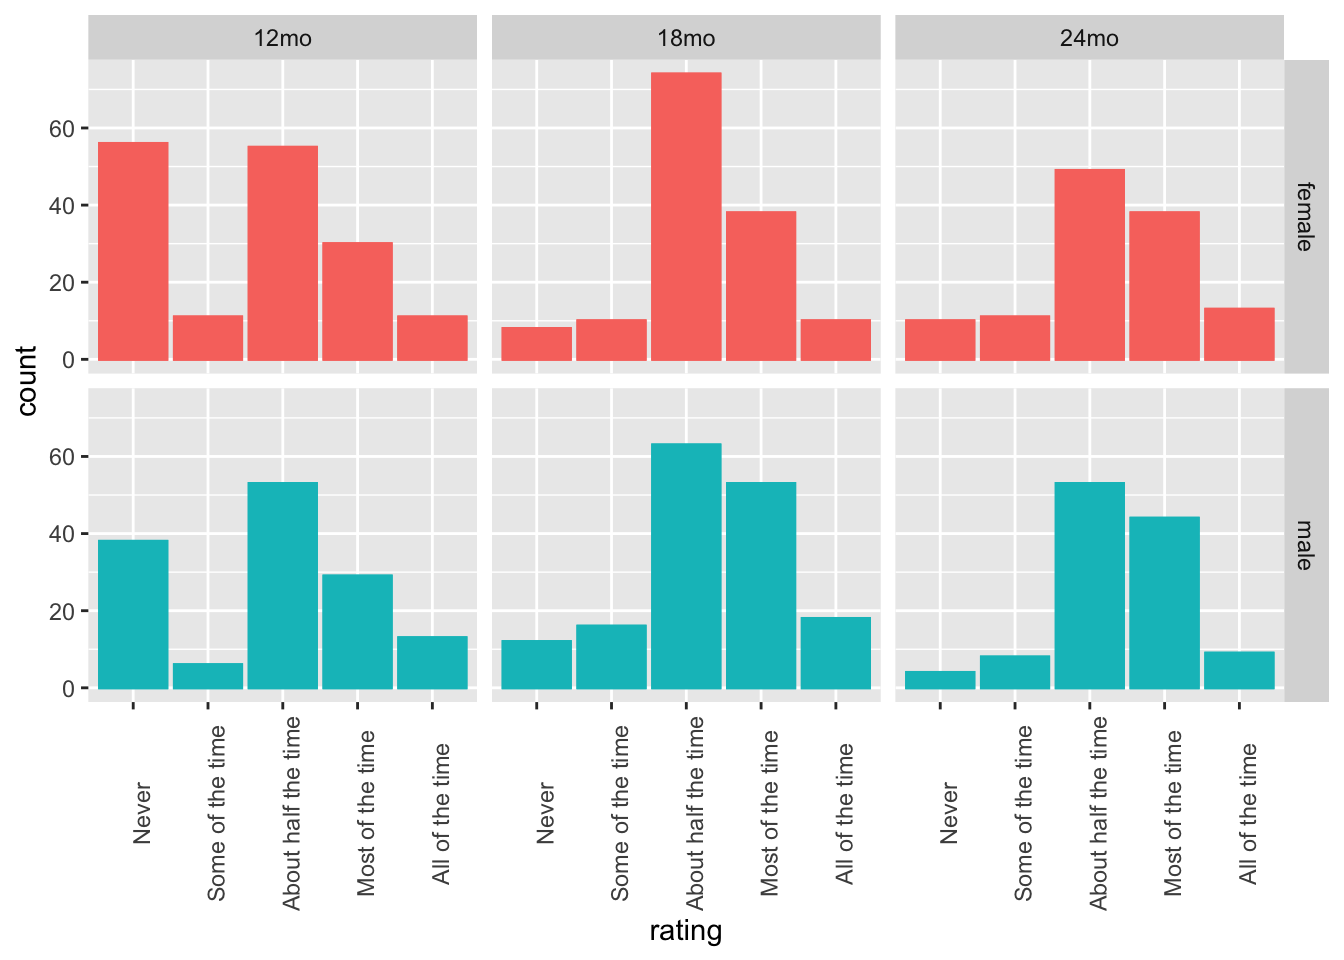 12mo
18mo
24mo
60
40
20
0
female
count
60
40
20
0
male
Never
Some of the time
About half the time
Most of the time
All of the time
Never
Some of the time
About half the time
Most of the time
All of the time
Never
Some of the time
About half the time
Most of the time
All of the time
rating